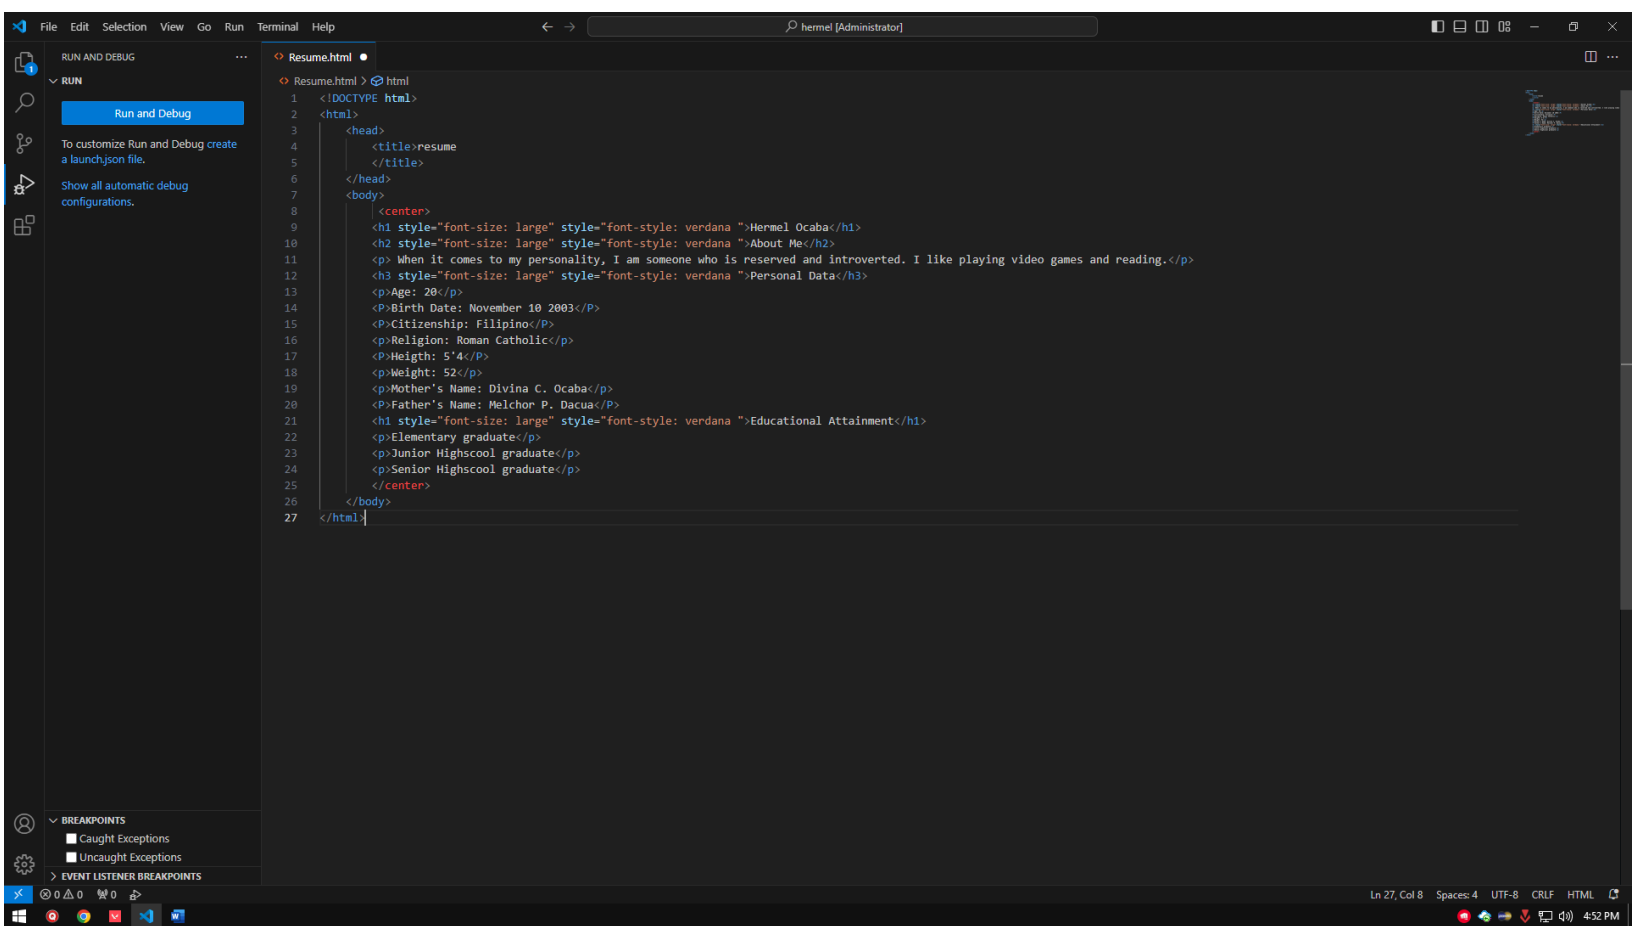 File Edit Selection View Go Run Terminal Help
hermel [Administrator]
RUN AND DEBUG
RUN
Run and Debug
To customize Run and Debug create
a launch.json file.
Show all automatic debug
configurations.
Resume.html
Resume.html > html
1 <!DOCTYPE html>
2 <html>
3 <head>
4 <title>resume
5 </title>
6 </head>
7 <body>
8 <center>
9 <h1 style="font-size: large" style="font-style: verdana ">Hermel Ocaba</h1>
10 <h2 style="font-size: large" style="font-style: verdana ">About Me</h2>
11 <p> When it comes to my personality, I am someone who is reserved and introverted. I like playing video games and reading.</p>
12 <h3 style="font-size: large" style="font-style: verdana ">Personal Data</h3>
13 <p>Age: 20</p>
14 <P>Birth Date: November 10 2003</P>
15 <P>Citizenship: Filipino</P>
16 <p>Religion: Roman Catholic</p>
17 <P>Heigth: 5'4</P>
18 <p>Weight: 52</p>
19 <p>Mother's Name: Divina C. Ocaba</p>
20 <P>Father's Name: Melchor P. Dacua</P>
21 <h1 style="font-size: large" style="font-style: verdana ">Educational Attainment</h1>
22 <p>Elementary graduate</p>
23 <p>Junior Highscool graduate</p>
24 <p>Senior Highscool graduate</p>
25 </center>
26 </body>
27 </html>
BREAKPOINTS
Caught Exceptions
Uncaught Exceptions
EVENT LISTENER BREAKPOINTS
0 0 0
Ln 27, Col 8 Spaces: 4 UTF-8 CRLF HTML
4:52 PM